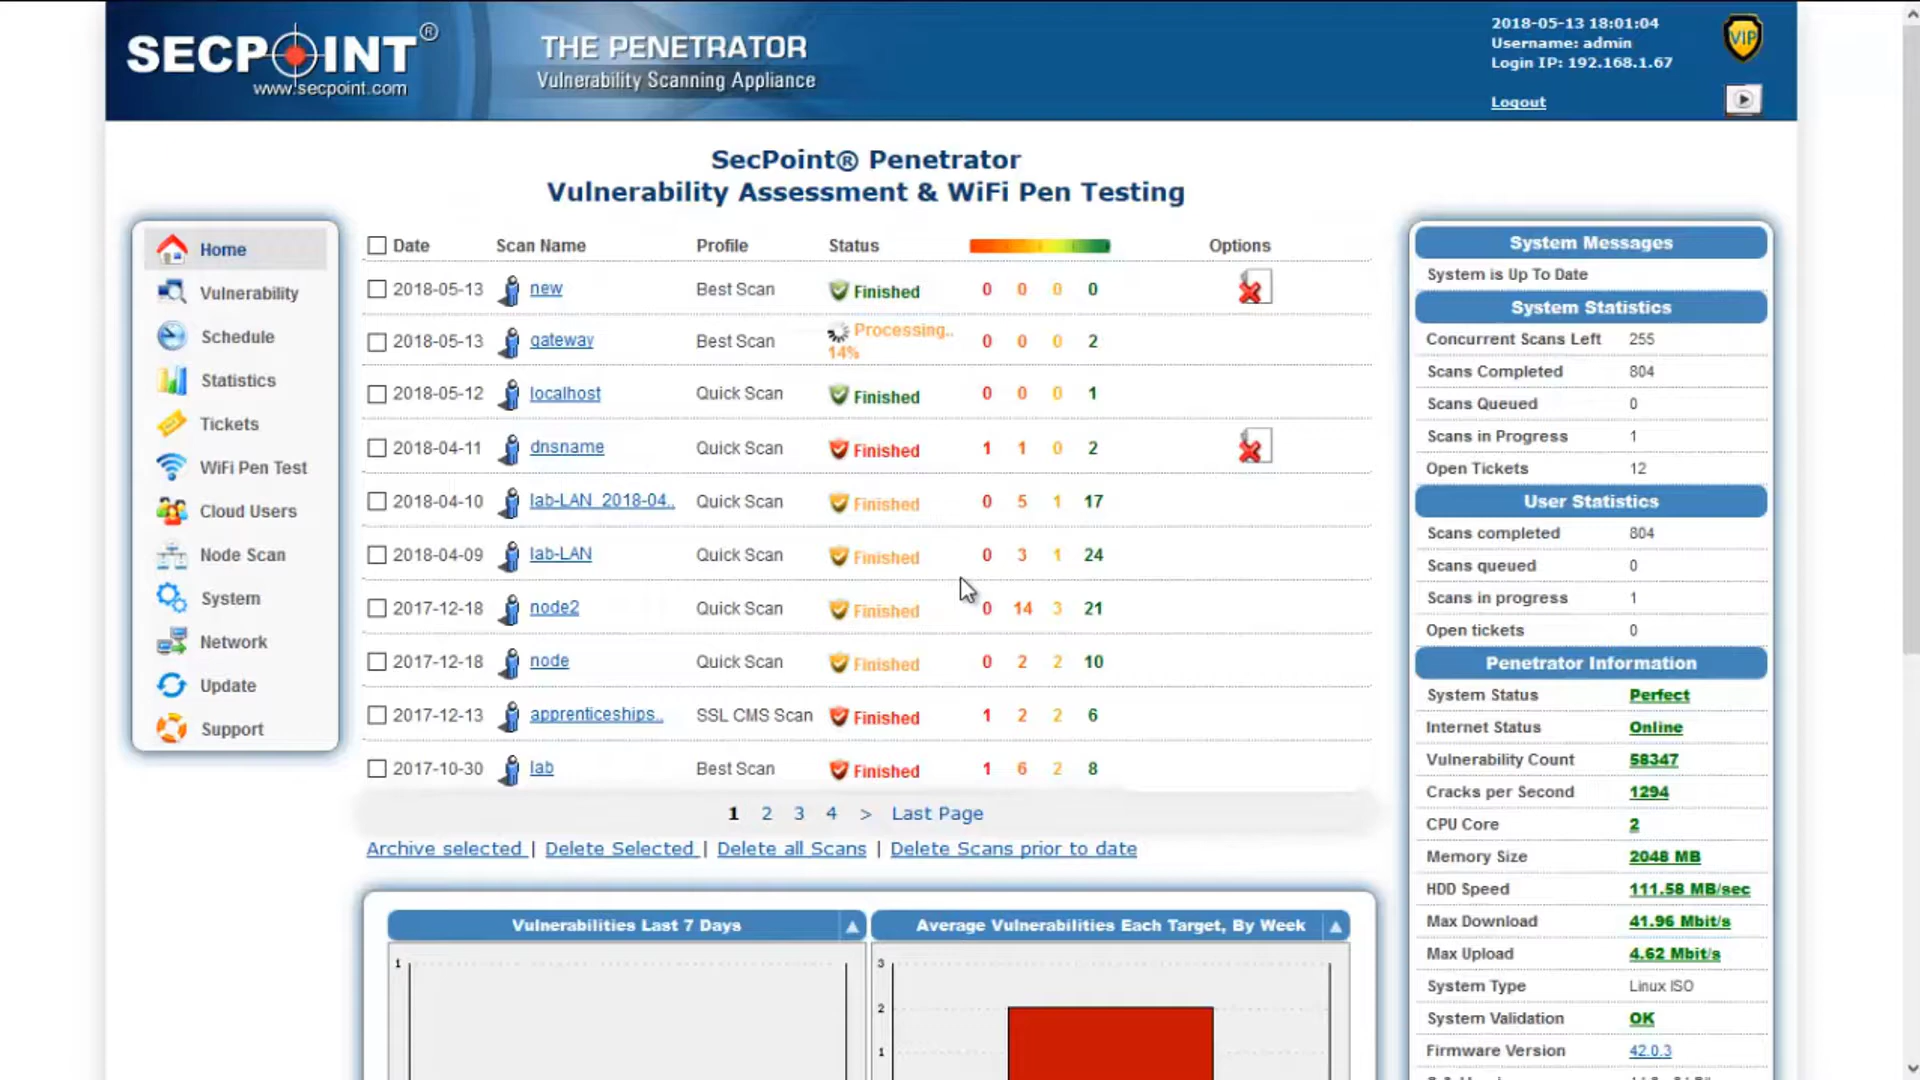 SECPOINT®
www.secpoint.com
THE PENETRATOR
Vulnerability Scanning Appliance
2018-05-13 18:01:04
Username: admin
Login IP: 192.168.1.67
Logout
VIP
SecPoint® Penetrator
Vulnerability Assessment & WiFi Pen Testing
Home
Vulnerability
Schedule
Statistics
Tickets
WiFi Pen Test
Cloud Users
Node Scan
System
Network
Update
Support
Date Scan Name Profile Status Options
2018-05-13 new Best Scan Finished 0 0 0 0
2018-05-13 gateway Best Scan Processing.. 14% 0 0 0 2
2018-05-12 localhost Quick Scan Finished 0 0 0 1
2018-04-11 dnsname Quick Scan Finished 1 1 0 2
2018-04-10 lab-LAN_2018-04.. Quick Scan Finished 0 5 1 17
2018-04-09 lab-LAN Quick Scan Finished 0 3 1 24
2017-12-18 node2 Quick Scan Finished 0 14 3 21
2017-12-18 node Quick Scan Finished 0 2 2 10
2017-12-13 apprenticeships.. SSL CMS Scan Finished 1 2 2 6
2017-10-30 lab Best Scan Finished 1 6 2 8
1 2 3 4 > Last Page
Archive selected | Delete Selected | Delete all Scans | Delete Scans prior to date
Vulnerabilities Last 7 Days
1
Average Vulnerabilities Each Target, By Week
3
2
1
System Messages
System is Up To Date
System Statistics
Concurrent Scans Left 255
Scans Completed 804
Scans Queued 0
Scans in Progress 1
Open Tickets 12
User Statistics
Scans completed 804
Scans queued 0
Scans in progress 1
Open tickets 0
Penetrator Information
System Status Perfect
Internet Status Online
Vulnerability Count 58347
Cracks per Second 1294
CPU Core 2
Memory Size 2048 MB
HDD Speed 111.58 MB/sec
Max Download 41.96 Mbit/s
Max Upload 4.62 Mbit/s
System Type Linux ISO
System Validation OK
Firmware Version 42.0.3